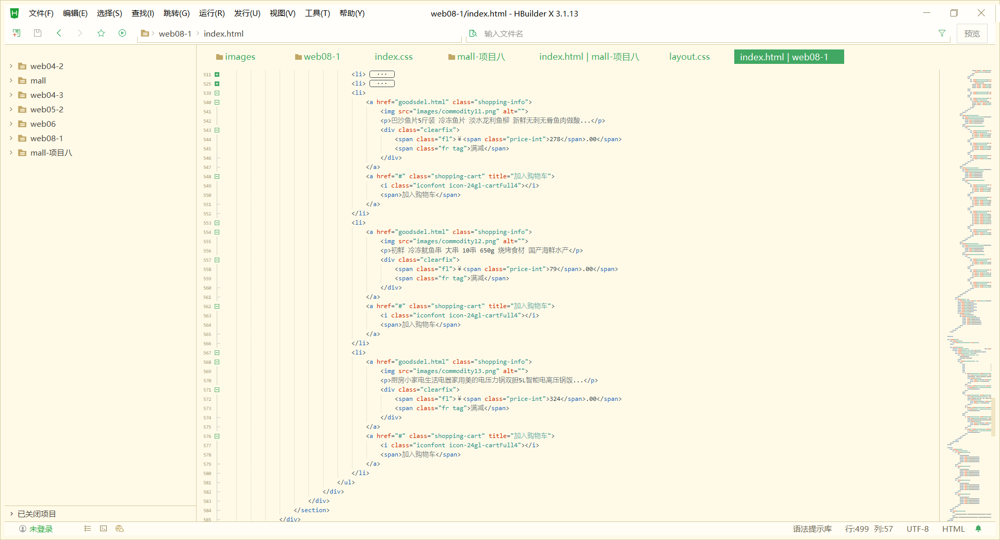 文件(F) 编辑(E) 选择(S) 查找(I) 跳转(G) 运行(R) 发行(U) 视图(V) 工具(T) 帮助(Y) web08-1/index.html - HBuilder X 3.1.13
web08-1 index.html 输入文件名 预览
images web08-1 index.css mall-项目八 index.html | mall-项目八 layout.css index.html | web08-1
web04-2
mall
web04-3
web05-2
web06
web08-1
mall-项目八
已关闭项目
511 <li> ...
525 <li> ...
539 <li>
540 <a href="goodsdel.html" class="shopping-info">
541 <img src="images/commodity11.png" alt="">
542 <p>巴沙鱼片5斤装 冷冻鱼片 淡水龙利鱼柳 新鲜无刺无骨鱼肉做酸...</p>
543 <div class="clearfix">
544 <span class="fl">¥<span class="price-int">278</span>.00</span>
545 <span class="fr tag">满减</span>
546 </div>
547 </a>
548 <a href="#" class="shopping-cart" title="加入购物车">
549 <i class="iconfont icon-24gl-cartFull4"></i>
550 <span>加入购物车</span>
551 </a>
552 </li>
553 <li>
554 <a href="goodsdel.html" class="shopping-info">
555 <img src="images/commodity12.png" alt="">
556 <p>初鲜 冷冻鱿鱼串 大串 10串 650g 烧烤食材 国产海鲜水产</p>
557 <div class="clearfix">
558 <span class="fl">¥<span class="price-int">79</span>.00</span>
559 <span class="fr tag">满减</span>
560 </div>
561 </a>
562 <a href="#" class="shopping-cart" title="加入购物车">
563 <i class="iconfont icon-24gl-cartFull4"></i>
564 <span>加入购物车</span>
565 </a>
566 </li>
567 <li>
568 <a href="goodsdel.html" class="shopping-info">
569 <img src="images/commodity13.png" alt="">
570 <p>厨房小家电生活电器家用美的电压力锅双胆5L智能电高压锅饭...</p>
571 <div class="clearfix">
572 <span class="fl">¥<span class="price-int">324</span>.00</span>
573 <span class="fr tag">满减</span>
574 </div>
575 </a>
576 <a href="#" class="shopping-cart" title="加入购物车">
577 <i class="iconfont icon-24gl-cartFull4"></i>
578 <span>加入购物车</span>
579 </a>
580 </li>
581 </ul>
582 </div>
583 </div>
584 </section>
585 </div>
未登录 语法提示库 行:499 列:57 UTF-8 HTML